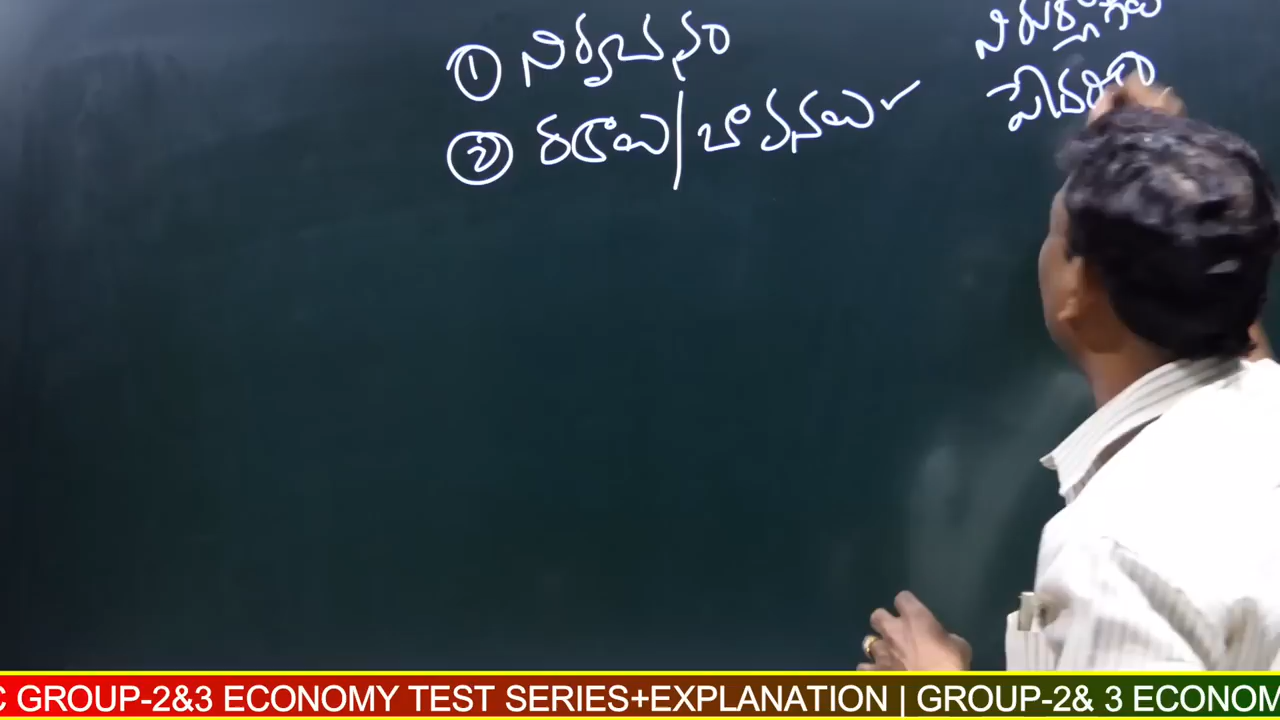 ① నిర్వచనం
② రకాలు | భావనలు ✓
C GROUP-2&3 ECONOMY TEST SERIES+EXPLANATION | GROUP-2& 3 ECONOM